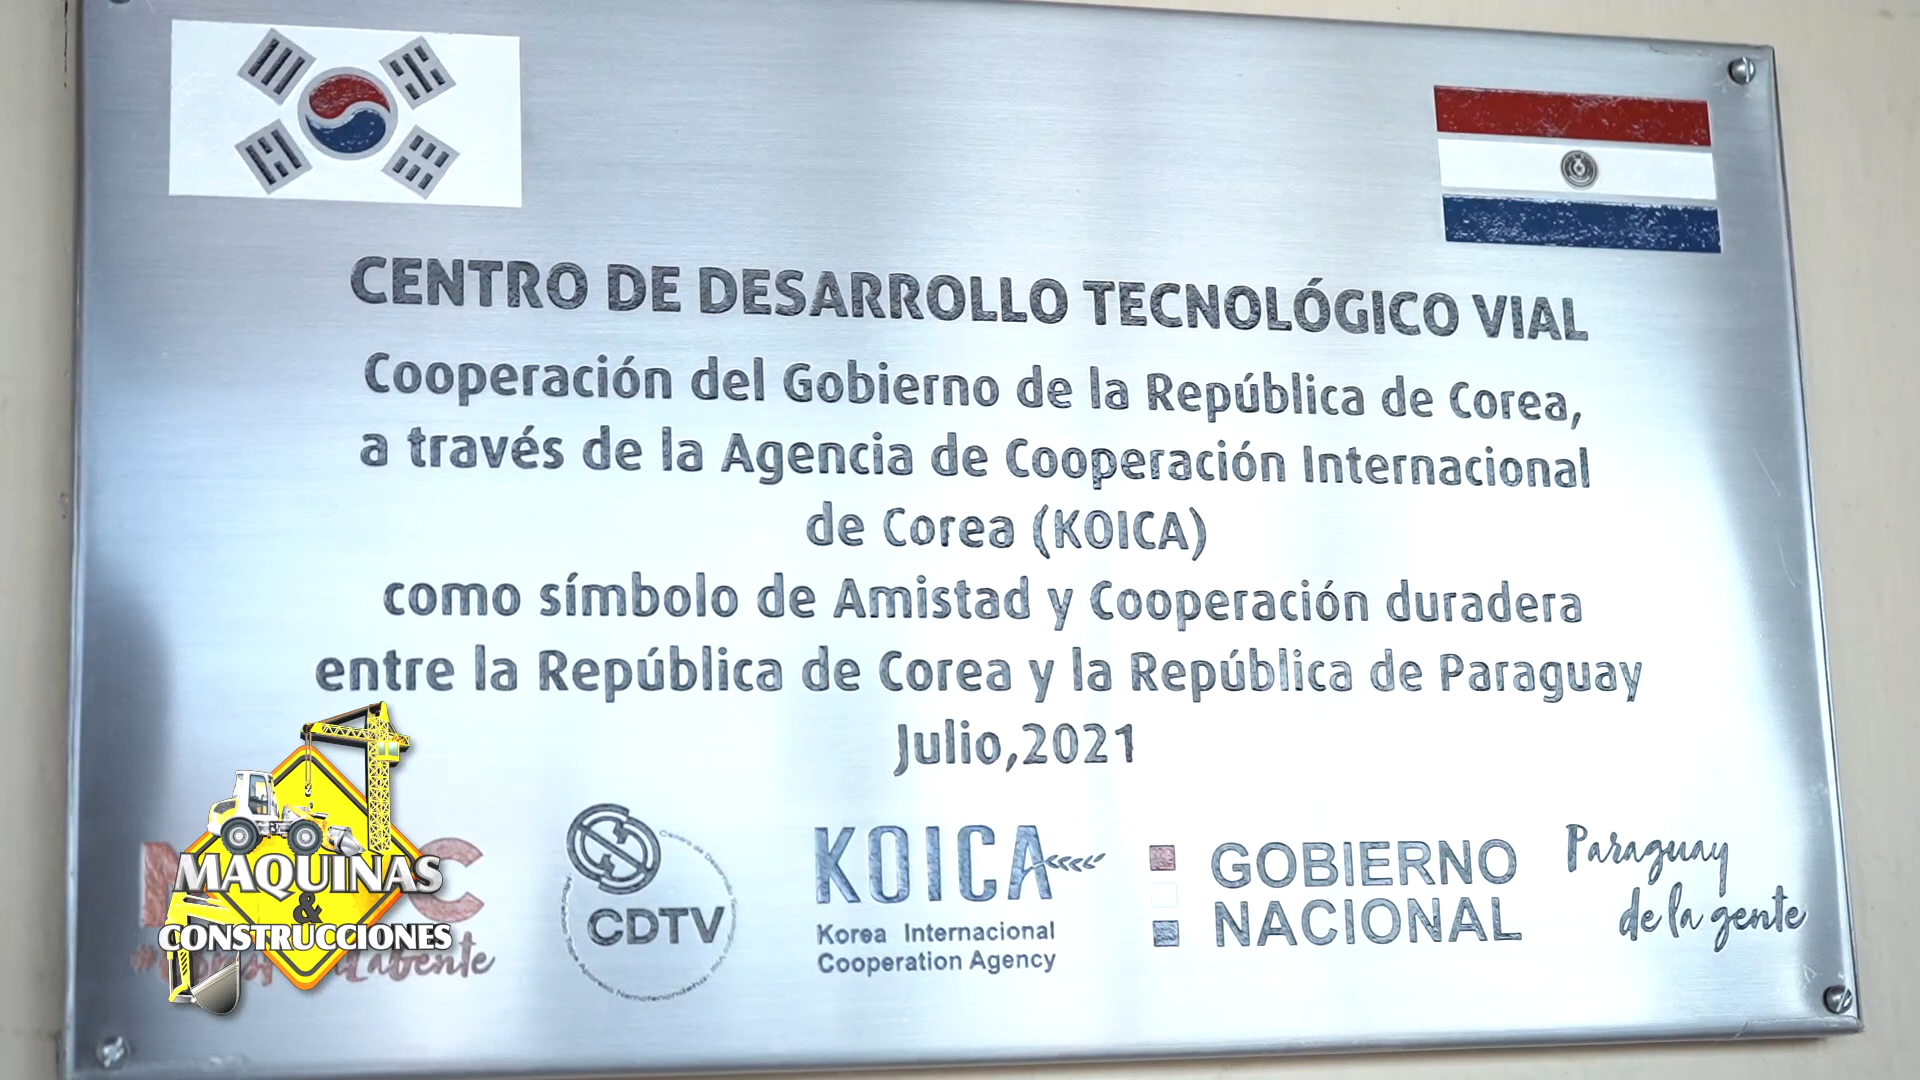 CENTRO DE DESARROLLO TECNOLÓGICO VIAL
Cooperación del Gobierno de la República de Corea,
a través de la Agencia de Cooperación Internacional
de Corea (KOICA)
como símbolo de Amistad y Cooperación duradera
entre la República de Corea y la República de Paraguay
Julio,2021
MAQUINAS
&
CONSTRUCCIONES
CDTV
KOICA
Korea Internacional
Cooperation Agency
GOBIERNO
NACIONAL
Paraguay
de la gente